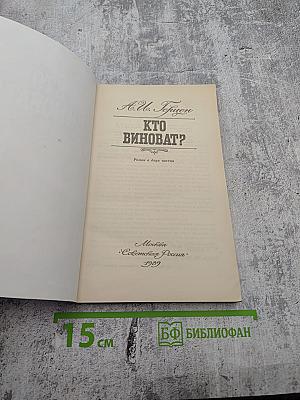 А.И. Герцен
КТО
ВИНОВАТ?
Роман в двух частях
Москва
"Советская Россия"
1989
15 см
БФ БИБЛИОФАН